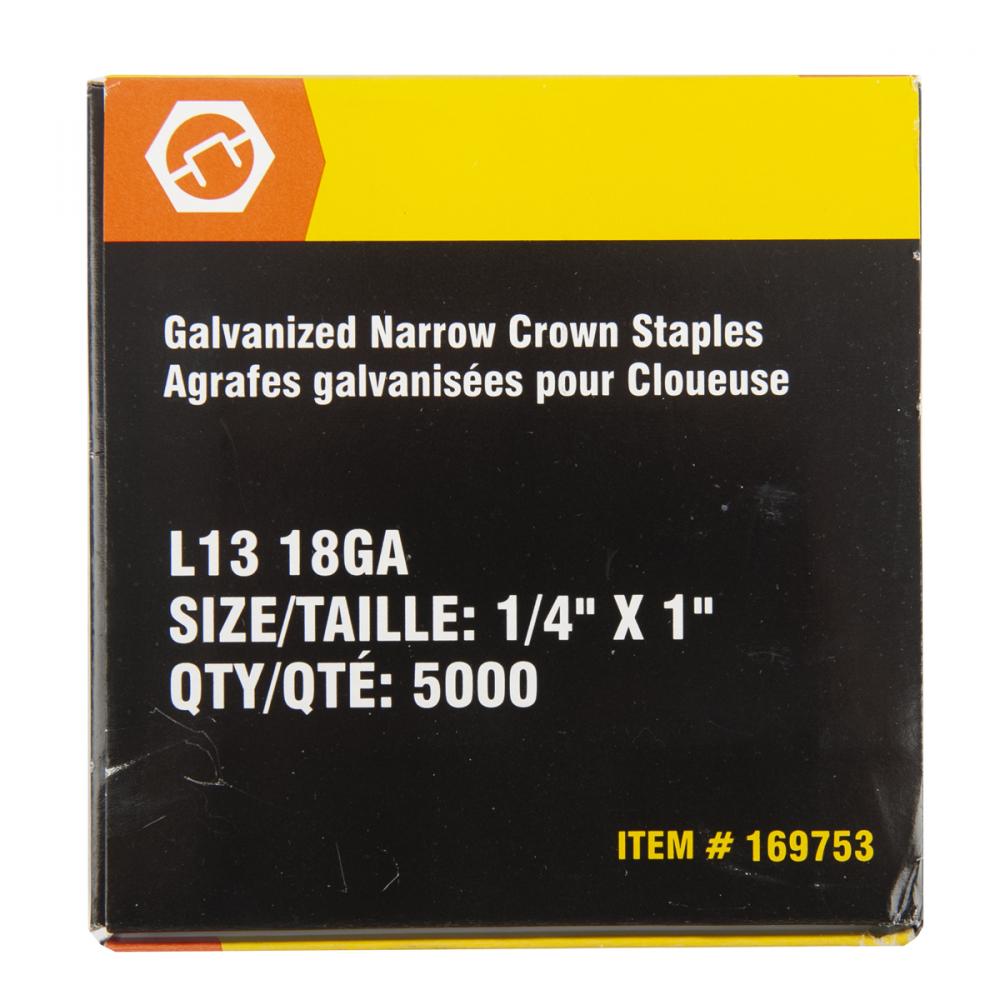 Galvanized Narrow Crown Staples
Agrafes galvanisées pour Cloueuse
L13 18GA
SIZE/TAILLE: 1/4" X 1"
QTY/QTÉ: 5000
ITEM # 169753